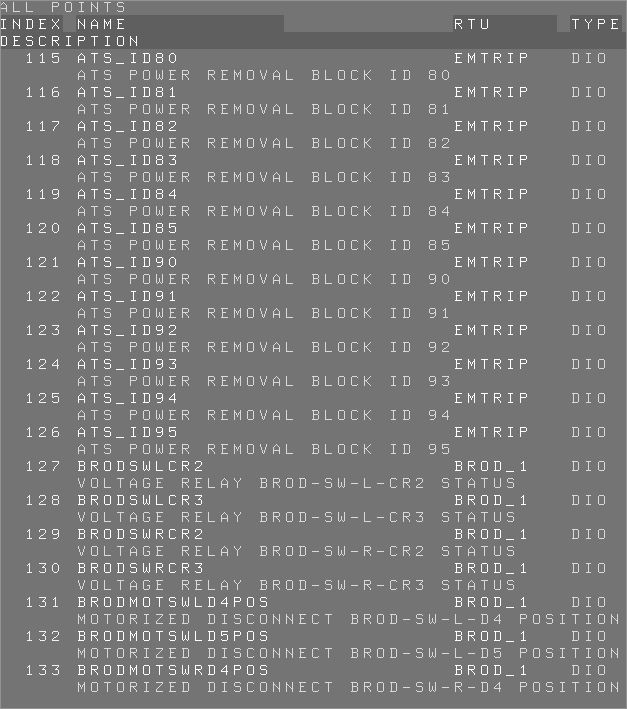 ALL POINTS
INDEX NAME RTU TYPE
DESCRIPTION
115 ATS_ID80 EMTRIP DIO
ATS POWER REMOVAL BLOCK ID 80
116 ATS_ID81 EMTRIP DIO
ATS POWER REMOVAL BLOCK ID 81
117 ATS_ID82 EMTRIP DIO
ATS POWER REMOVAL BLOCK ID 82
118 ATS_ID83 EMTRIP DIO
ATS POWER REMOVAL BLOCK ID 83
119 ATS_ID84 EMTRIP DIO
ATS POWER REMOVAL BLOCK ID 84
120 ATS_ID85 EMTRIP DIO
ATS POWER REMOVAL BLOCK ID 85
121 ATS_ID90 EMTRIP DIO
ATS POWER REMOVAL BLOCK ID 90
122 ATS_ID91 EMTRIP DIO
ATS POWER REMOVAL BLOCK ID 91
123 ATS_ID92 EMTRIP DIO
ATS POWER REMOVAL BLOCK ID 92
124 ATS_ID93 EMTRIP DIO
ATS POWER REMOVAL BLOCK ID 93
125 ATS_ID94 EMTRIP DIO
ATS POWER REMOVAL BLOCK ID 94
126 ATS_ID95 EMTRIP DIO
ATS POWER REMOVAL BLOCK ID 95
127 BRODSWLCR2 BROD_1 DIO
VOLTAGE RELAY BROD-SW-L-CR2 STATUS
128 BRODSWLCR3 BROD_1 DIO
VOLTAGE RELAY BROD-SW-L-CR3 STATUS
129 BRODSWRCR2 BROD_1 DIO
VOLTAGE RELAY BROD-SW-R-CR2 STATUS
130 BRODSWRCR3 BROD_1 DIO
VOLTAGE RELAY BROD-SW-R-CR3 STATUS
131 BRODMOTSWLD4POS BROD_1 DIO
MOTORIZED DISCONNECT BROD-SW-L-D4 POSITION
132 BRODMOTSWLD5POS BROD_1 DIO
MOTORIZED DISCONNECT BROD-SW-L-D5 POSITION
133 BRODMOTSWRD4POS BROD_1 DIO
MOTORIZED DISCONNECT BROD-SW-R-D4 POSITION